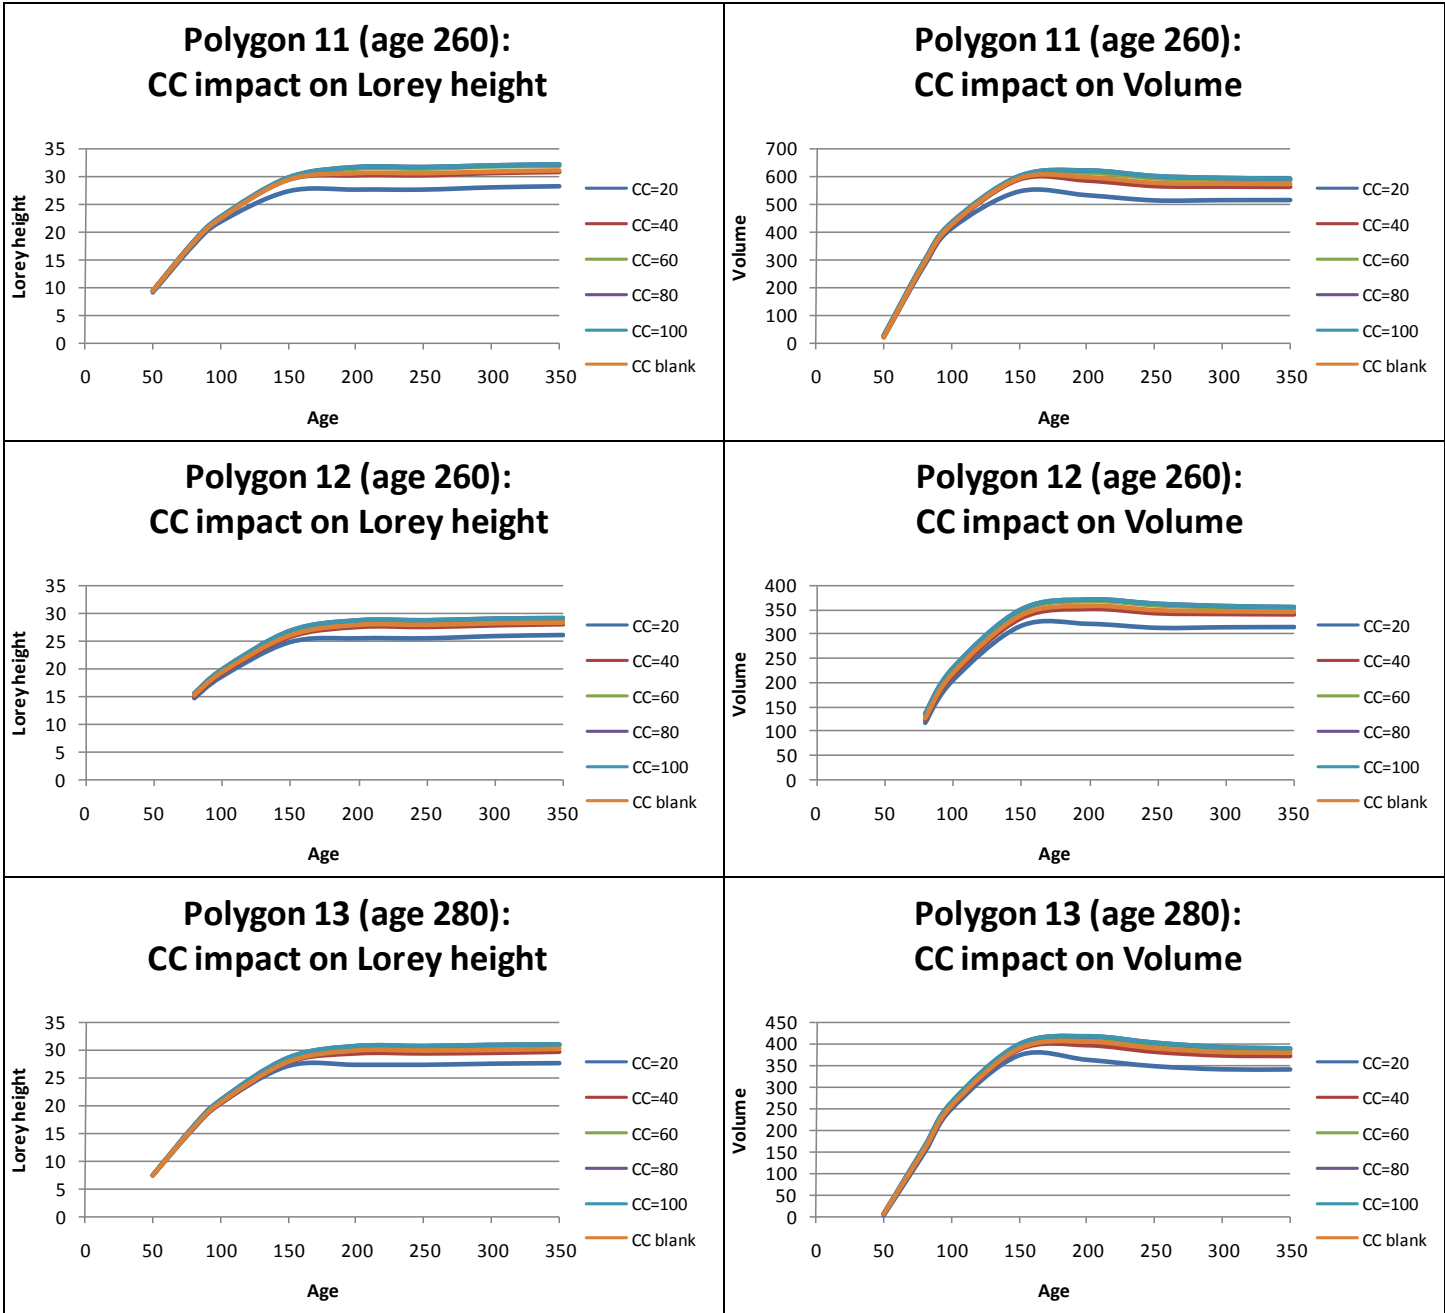 Polygon 11 (age 260):
CC impact on Lorey height
35
30
25
20
15
10
5
0
Lorey height
0 50 100 150 200 250 300 350
Age
CC=20
CC=40
CC=60
CC=80
CC=100
CC blank
Polygon 11 (age 260):
CC impact on Volume
700
600
500
400
300
200
100
0
Volume
0 50 100 150 200 250 300 350
Age
CC=20
CC=40
CC=60
CC=80
CC=100
CC blank
Polygon 12 (age 260):
CC impact on Lorey height
35
30
25
20
15
10
5
0
Lorey height
0 50 100 150 200 250 300 350
Age
CC=20
CC=40
CC=60
CC=80
CC=100
CC blank
Polygon 12 (age 260):
CC impact on Volume
400
350
300
250
200
150
100
50
0
Volume
0 50 100 150 200 250 300 350
Age
CC=20
CC=40
CC=60
CC=80
CC=100
CC blank
Polygon 13 (age 280):
CC impact on Lorey height
35
30
25
20
15
10
5
0
Lorey height
0 50 100 150 200 250 300 350
Age
CC=20
CC=40
CC=60
CC=80
CC=100
CC blank
Polygon 13 (age 280):
CC impact on Volume
450
400
350
300
250
200
150
100
50
0
Volume
0 50 100 150 200 250 300 350
Age
CC=20
CC=40
CC=60
CC=80
CC=100
CC blank